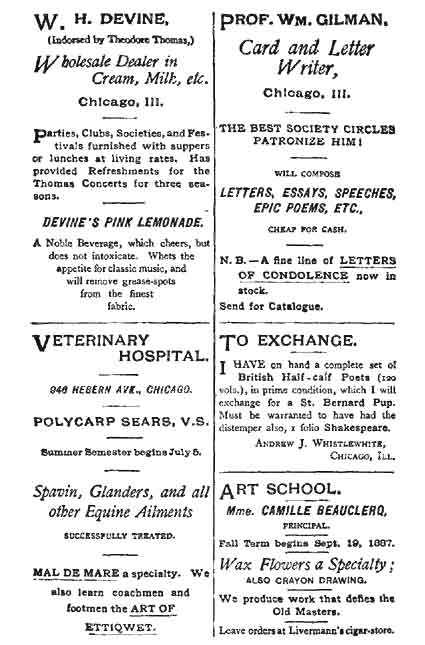 W. H. DEVINE,
(Indorsed by Theodore Thomas,)
Wholesale Dealer in
Cream, Milk, etc.
Chicago, Ill.
Parties, Clubs, Societies, and Fes-
tivals furnished with suppers
or lunches at living rates. Has
provided Refreshments for the
Thomas Concerts for three sea-
sons.
DEVINE'S PINK LEMONADE.
A Noble Beverage, which cheers, but
does not intoxicate. Whets the
appetite for classic music, and
will remove grease-spots
from the finest
fabric.
VETERINARY
HOSPITAL.
946 HEBERN AVE., CHICAGO.
POLYCARP SEARS, V.S.
Summer Semester begins July 5.
Spavin, Glanders, and all
other Equine Ailments
SUCCESSFULLY TREATED.
MAL DE MARE a specialty. We
also learn coachmen and
footmen the ART OF
ETTIQWET.
PROF. WM. GILMAN,
Card and Letter
Writer,
Chicago, Ill.
THE BEST SOCIETY CIRCLES
PATRONIZE HIM!
WILL COMPOSE
LETTERS, ESSAYS, SPEECHES,
EPIC POEMS, ETC.,
CHEAP FOR CASH.
N. B.—A fine line of LETTERS
OF CONDOLENCE now in
stock.
Send for Catalogue.
TO EXCHANGE.
I HAVE on hand a complete set of
British Half-calf Poets (120
vols.), in prime condition, which I will
exchange for a St. Bernard Pup.
Must be warranted to have had the
distemper also, 1 folio Shakespeare.
ANDREW J. WHISTLEWHITE,
CHICAGO, ILL.
ART SCHOOL.
Mme. CAMILLE BEAUCLERQ,
PRINCIPAL.
Fall Term begins Sept. 19, 1887.
Wax Flowers a Specialty;
ALSO CRAYON DRAWING.
We produce work that defies the
Old Masters.
Leave orders at Livermann's cigar-store.